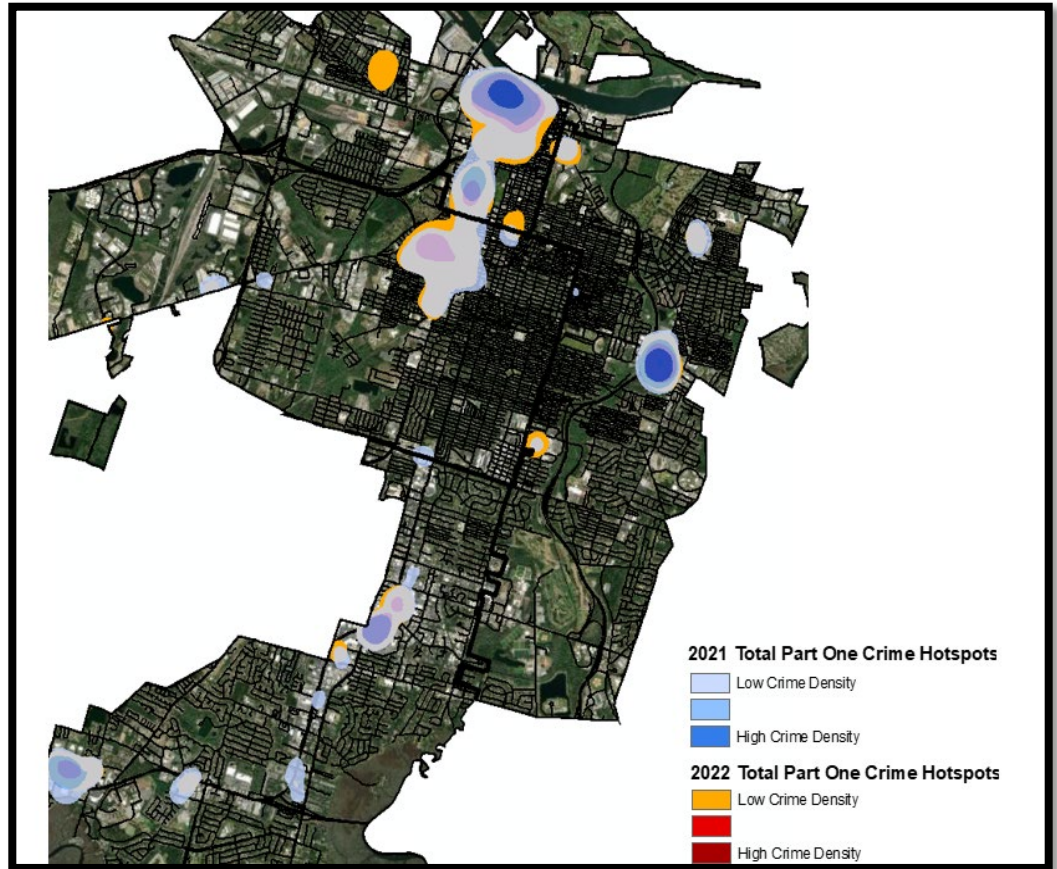 2021 Total Part One Crime Hotspots
Low Crime Density
High Crime Density
2022 Total Part One Crime Hotspots
Low Crime Density
High Crime Density